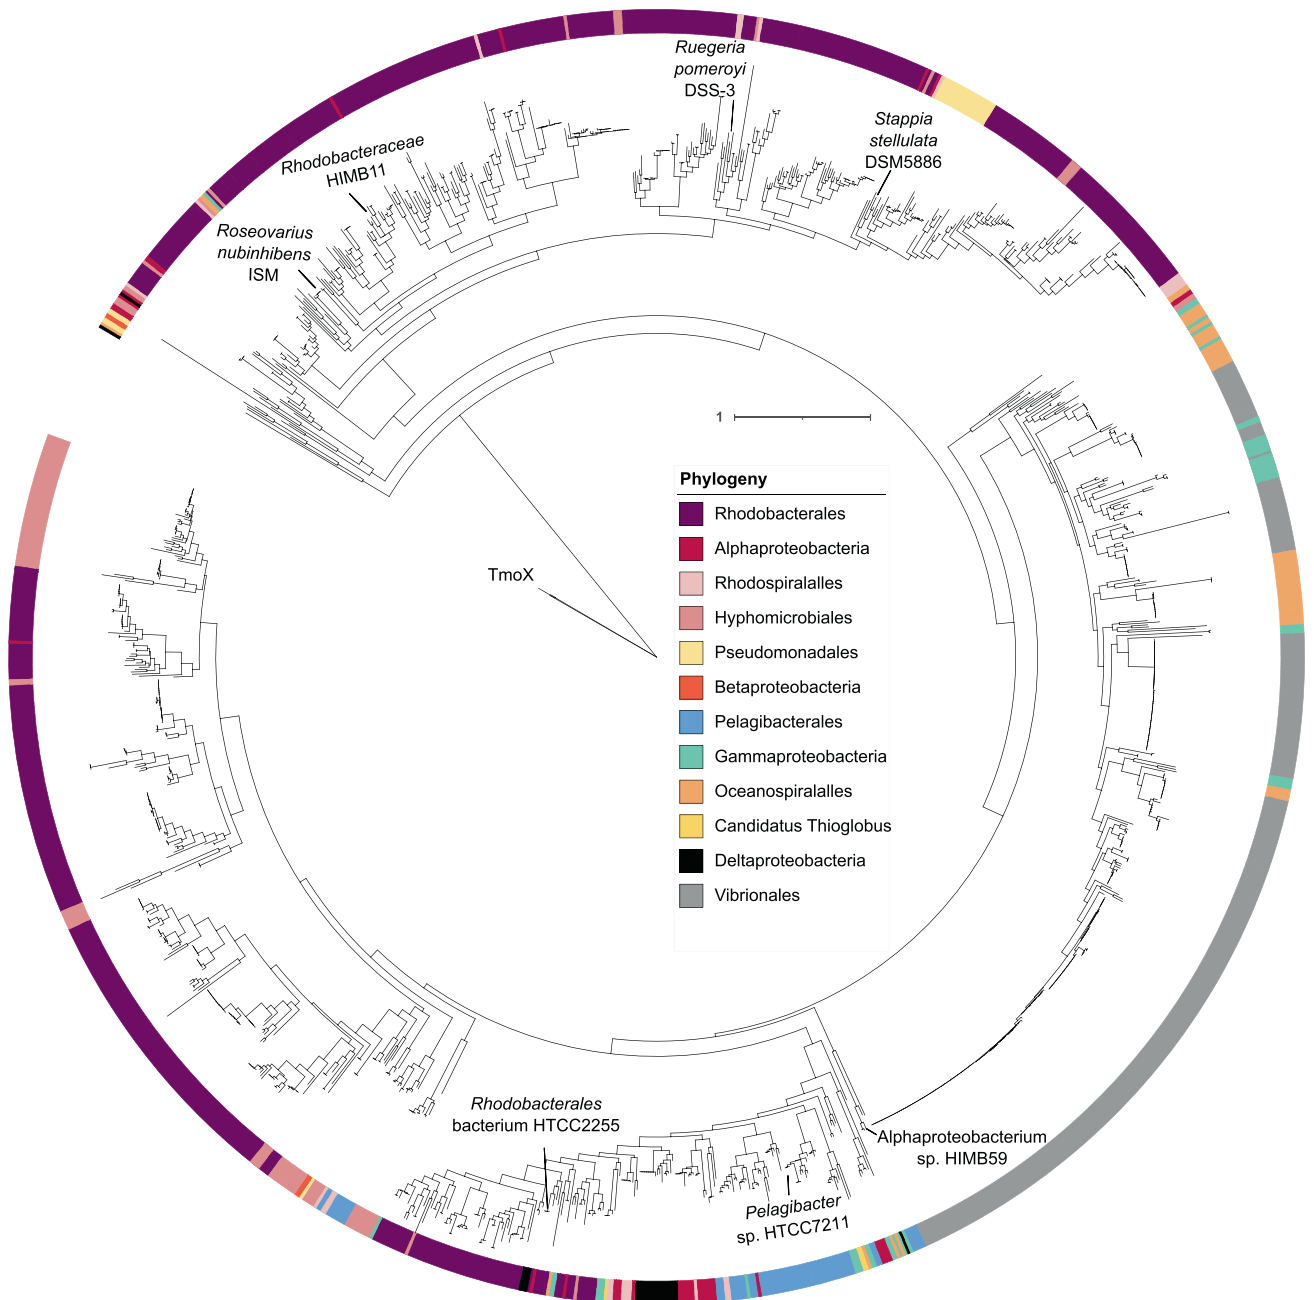 Ruegeria
pomeroyi
DSS-3
Stappia
stellulata
DSM5886
Rhodobacteraceae
HIMB11
Roseovarius
nubinhibens
ISM
1
Phylogeny
Rhodobacterales
Alphaproteobacteria
Rhodospiralalles
Hyphomicrobiales
Pseudomonadales
Betaproteobacteria
Pelagibacterales
Gammaproteobacteria
Oceanospiralalles
Candidatus Thioglobus
Deltaproteobacteria
Vibrionales
TmoX
Rhodobacterales
bacterium HTCC2255
Alphaproteobacterium
sp. HIMB59
Pelagibacter
sp. HTCC7211